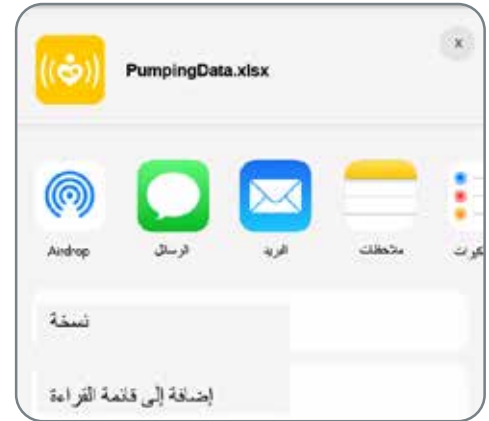 PumpingData.xlsx
x
Airdrop
الرسائل
البريد
ملاحظات
نسخة
إضافة إلى قائمة القراءة